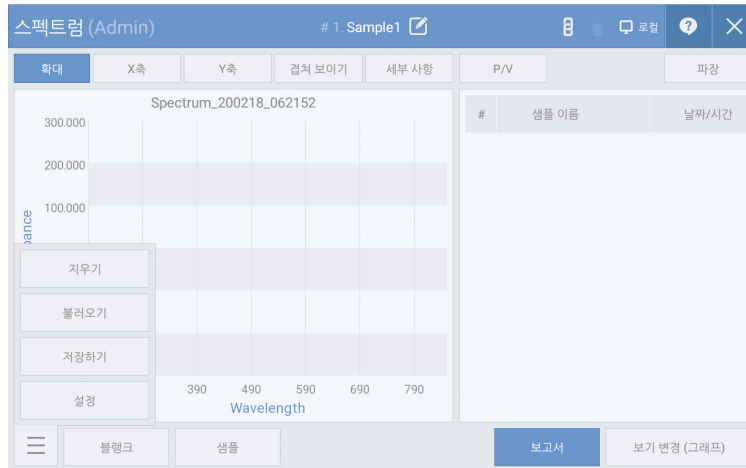 스펙트럼 (Admin) # 1. Sample1 로컬 ?
확대 X축 Y축 겹쳐 보이기 세부 사항 P/V 파장
Spectrum_200218_062152
# 샘플 이름 날짜/시간
300.000
200.000
100.000
지우기
불러오기
저장하기
설정
390 490 590 690 790
Wavelength
블랭크 샘플 보고서 보기 변경 (그래프)